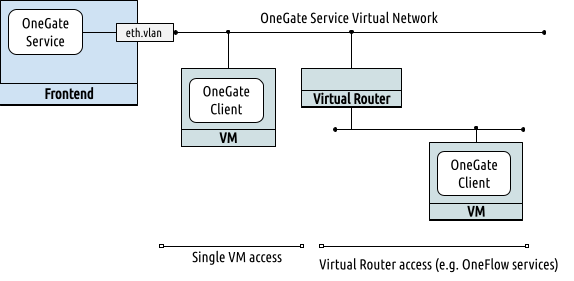 OneGate Service Virtual Network
OneGate
Service
eth.vlan
Frontend
OneGate
Client
VM
Virtual Router
OneGate
Client
VM
Single VM access
Virtual Router access (e.g. OneFlow services)